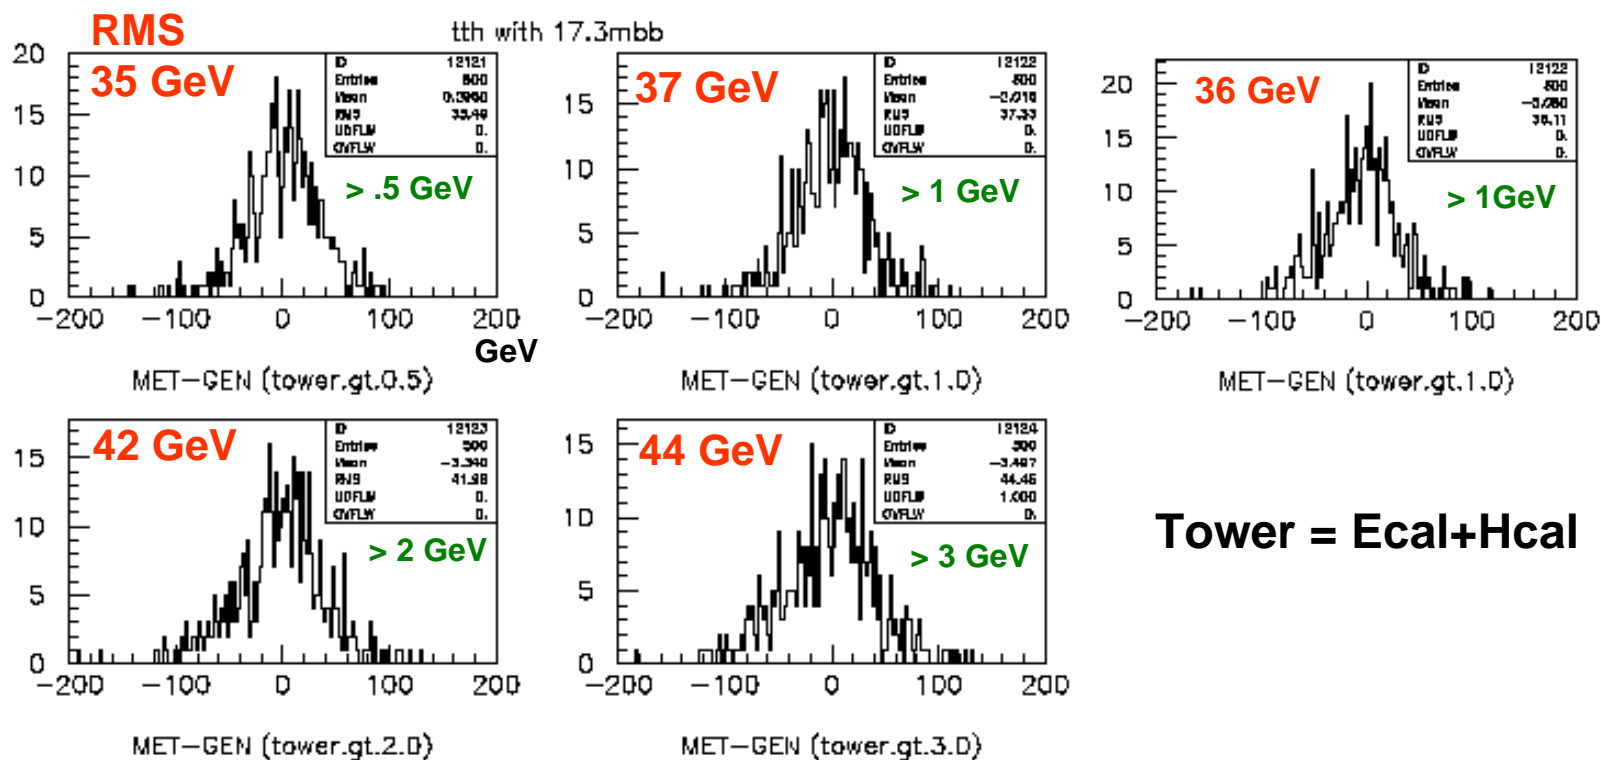 RMS
tth with 17.3mbb
35 GeV
ID 12121
Entries 500
Mean
RMS 35.46
UDFLW 0.
OVFLW 0.
> .5 GeV
20
15
10
5
0
-200 -100 0 100 200
GeV
MET-GEN (tower.gt.0.5)
37 GeV
ID 12122
Entries 500
Mean
RMS 37.33
UDFLW 0.
OVFLW 0.
> 1 GeV
15
10
5
0
-200 -100 0 100 200
MET-GEN (tower.gt.1.0)
36 GeV
ID 12122
Entries 500
Mean
RMS 36.11
UDFLW 0.
OVFLW 0.
> 1GeV
20
15
10
5
0
-200 -100 0 100 200
MET-GEN (tower.gt.1.0)
42 GeV
ID 12123
Entries 500
Mean -3.340
RMS 41.98
UDFLW 0.
OVFLW 0.
> 2 GeV
15
10
5
0
-200 -100 0 100 200
MET-GEN (tower.gt.2.0)
44 GeV
ID 12124
Entries 500
Mean -3.497
RMS 44.46
UDFLW 1.000
OVFLW 0.
> 3 GeV
15
10
5
0
-200 -100 0 100 200
MET-GEN (tower.gt.3.0)
Tower = Ecal+Hcal